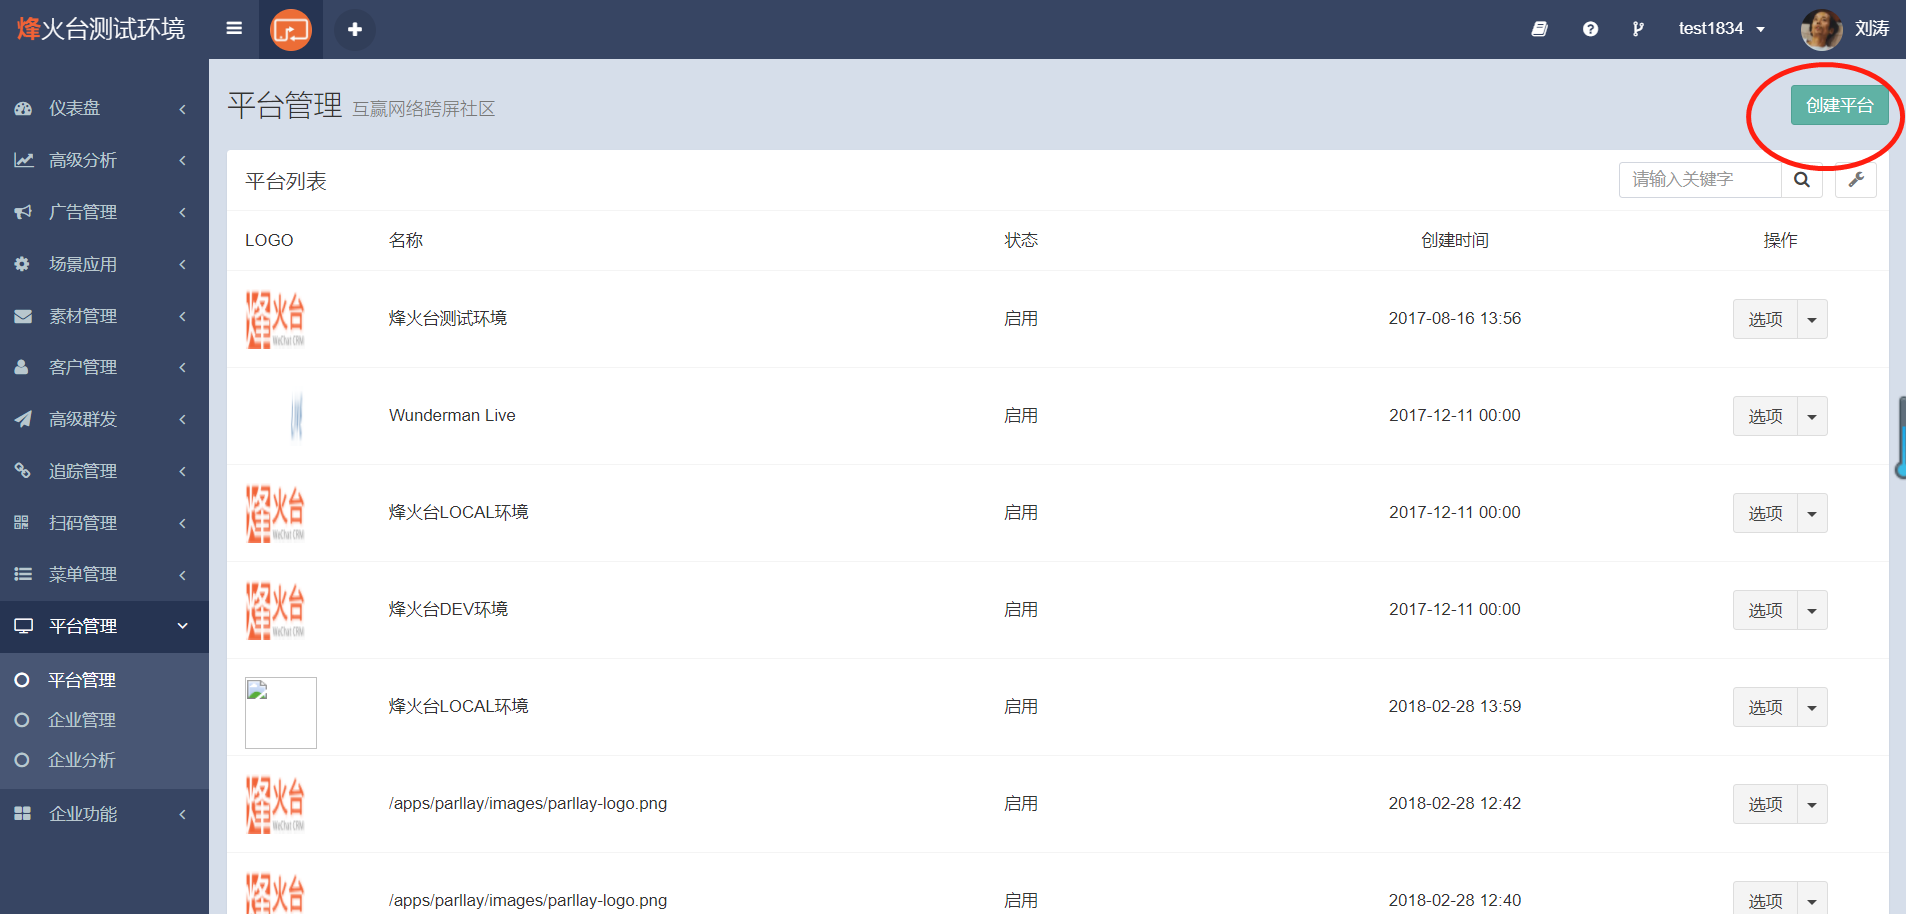 烽火台测试环境
test1834
刘涛
仪表盘
高级分析
广告管理
场景应用
素材管理
客户管理
高级群发
追踪管理
扫码管理
菜单管理
平台管理
平台管理
企业管理
企业分析
企业功能
平台管理 互赢网络跨屏社区
创建平台
平台列表
请输入关键字
LOGO 名称 状态 创建时间 操作
烽火台 WeChat CRM
烽火台测试环境 启用 2017-08-16 13:56 选项
Wunderman Live 启用 2017-12-11 00:00 选项
烽火台 WeChat CRM
烽火台LOCAL环境 启用 2017-12-11 00:00 选项
烽火台 WeChat CRM
烽火台DEV环境 启用 2017-12-11 00:00 选项
烽火台LOCAL环境 启用 2018-02-28 13:59 选项
烽火台 WeChat CRM
/apps/parllay/images/parllay-logo.png 启用 2018-02-28 12:42 选项
烽火台
/apps/parllay/images/parllay-logo.png 启用 2018-02-28 12:40 选项